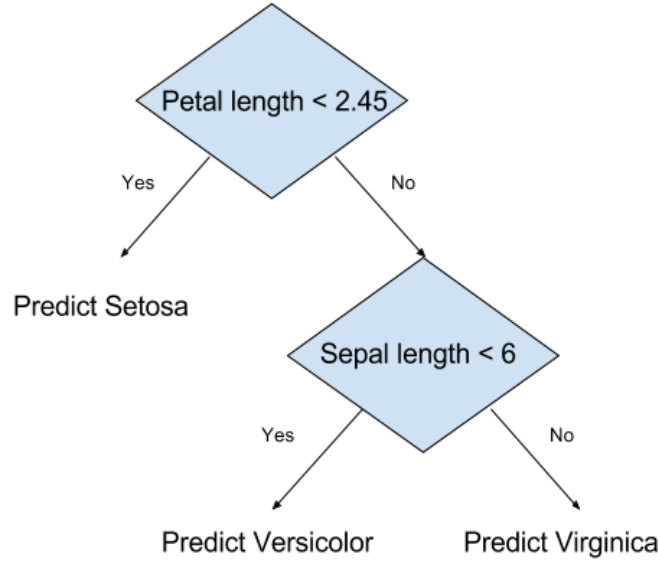 Petal length < 2.45
Yes
No
Predict Setosa
Sepal length < 6
Yes
No
Predict Versicolor
Predict Virginica